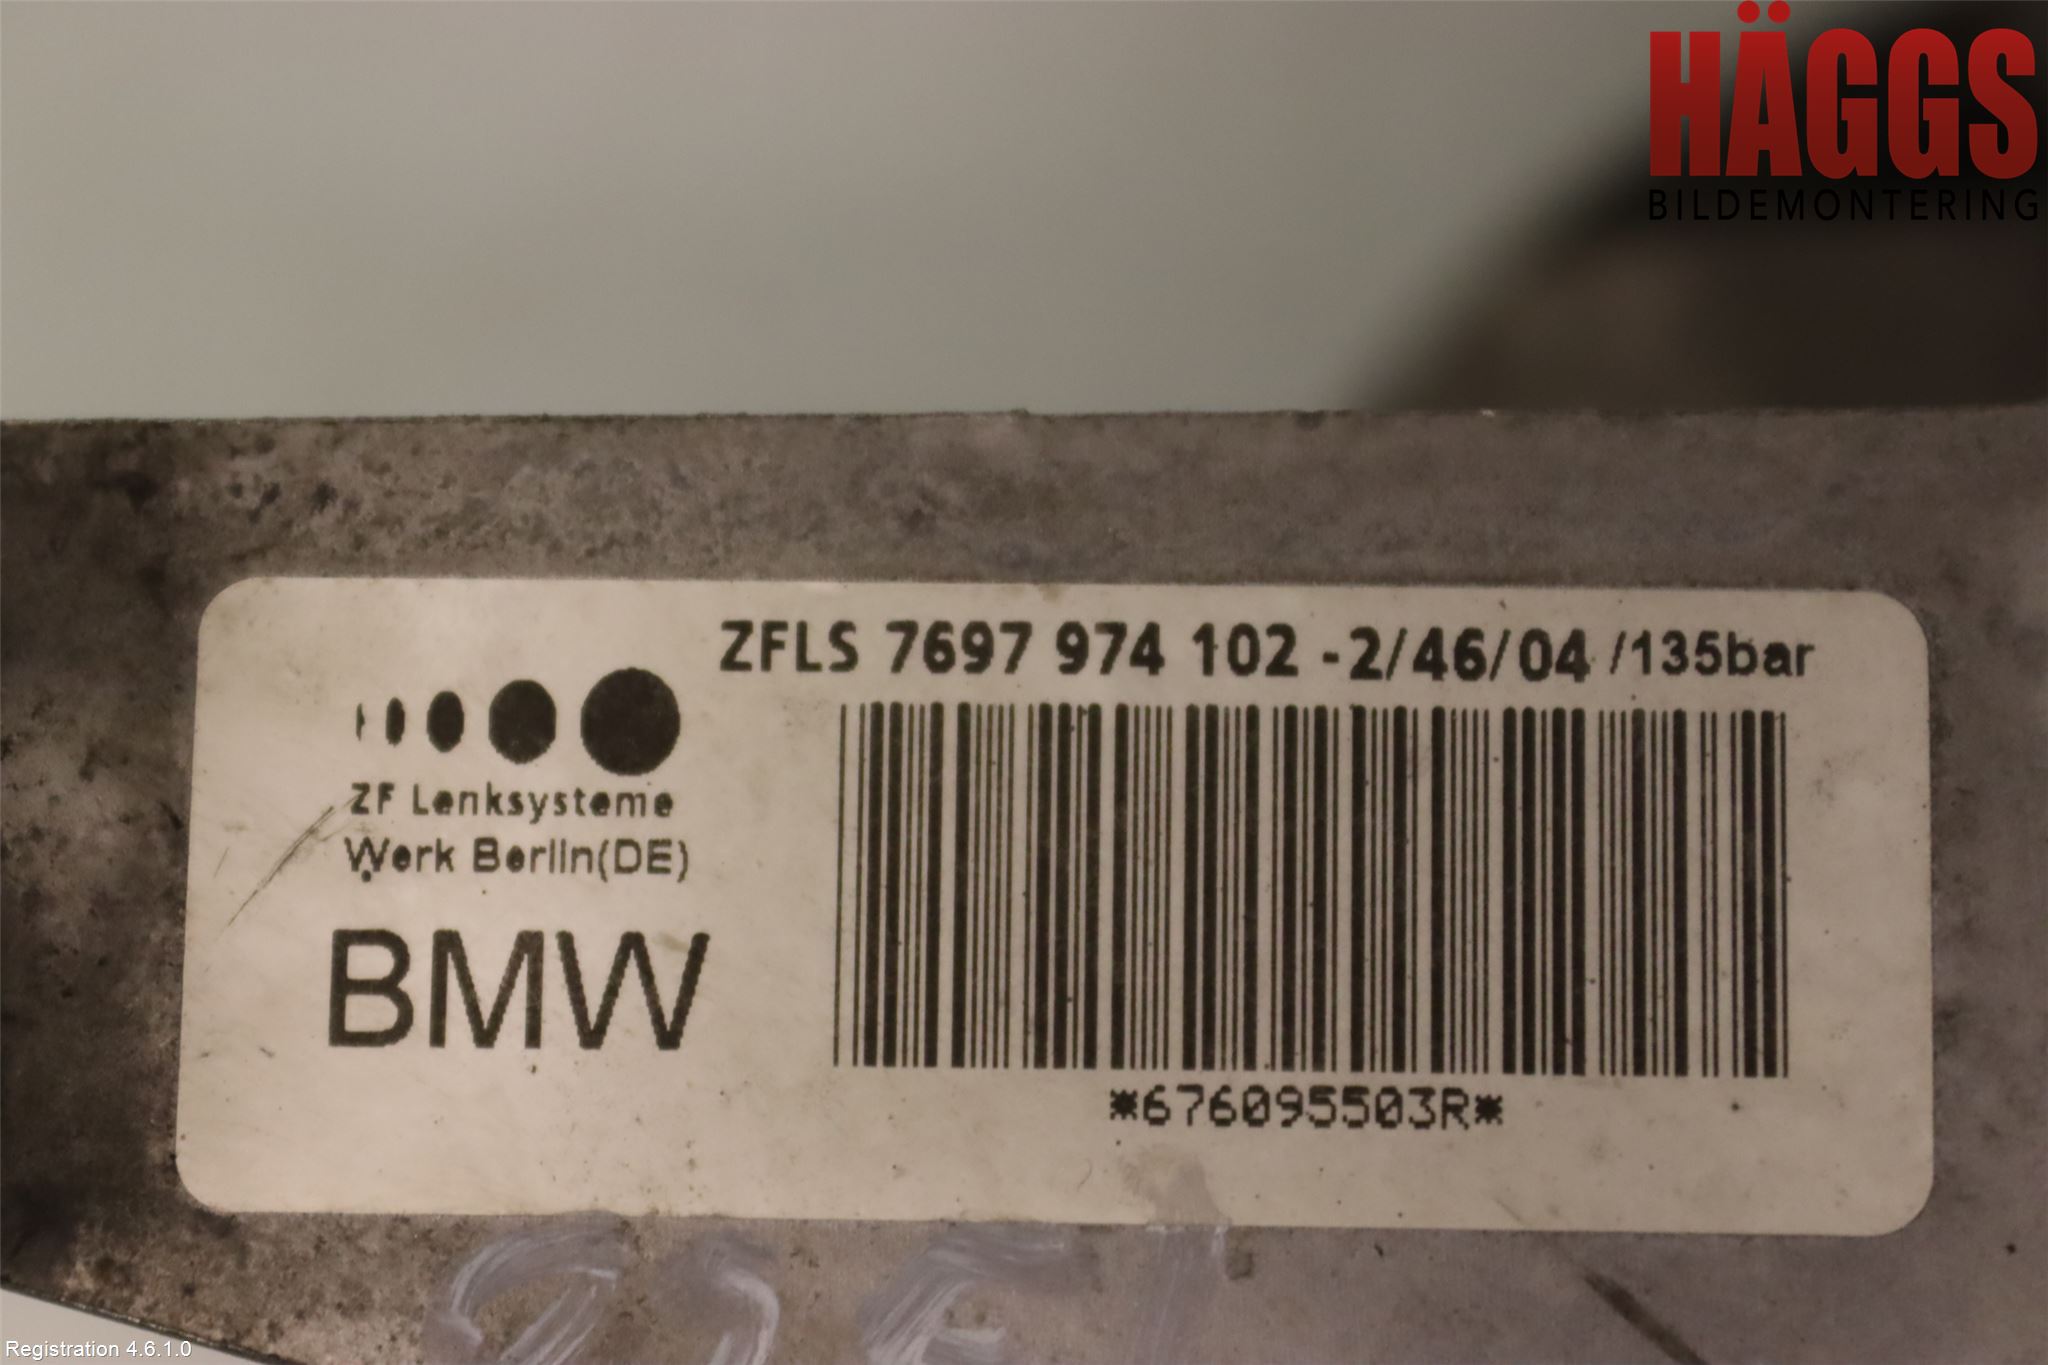 HÄGGS
BILDEMONTERING
ZFLS 7697 974 102 -2/46/04 /135bar
ZF Lenksysteme
Werk Berlin(DE)
BMW
*676095503R*
Registration 4.6.1.0